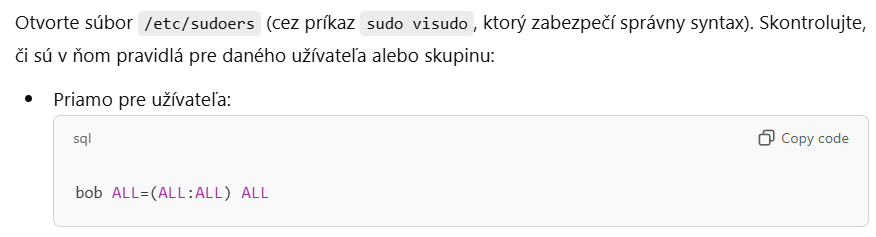 Otvorte súbor /etc/sudoers (cez príkaz sudo visudo, ktorý zabezpečí správny syntax). Skontrolujte,
či sú v ňom pravidlá pre daného užívateľa alebo skupinu:
• Priamo pre užívateľa:
sql Copy code
bob ALL=(ALL:ALL) ALL